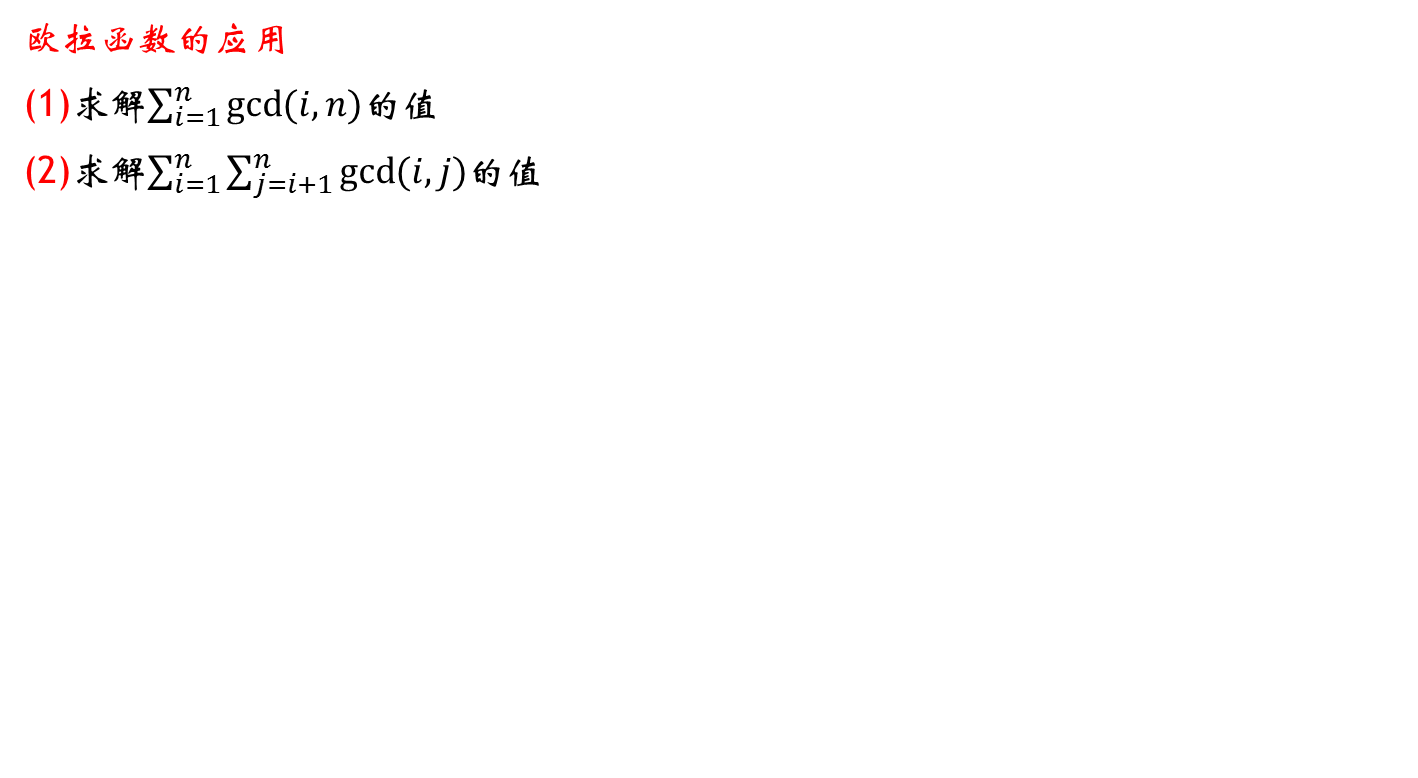 欧拉函数的应用
(1)求解∑_{i=1}^{n} gcd(i, n)的值
(2)求解∑_{i=1}^{n} ∑_{j=i+1}^{n} gcd(i, j)的值